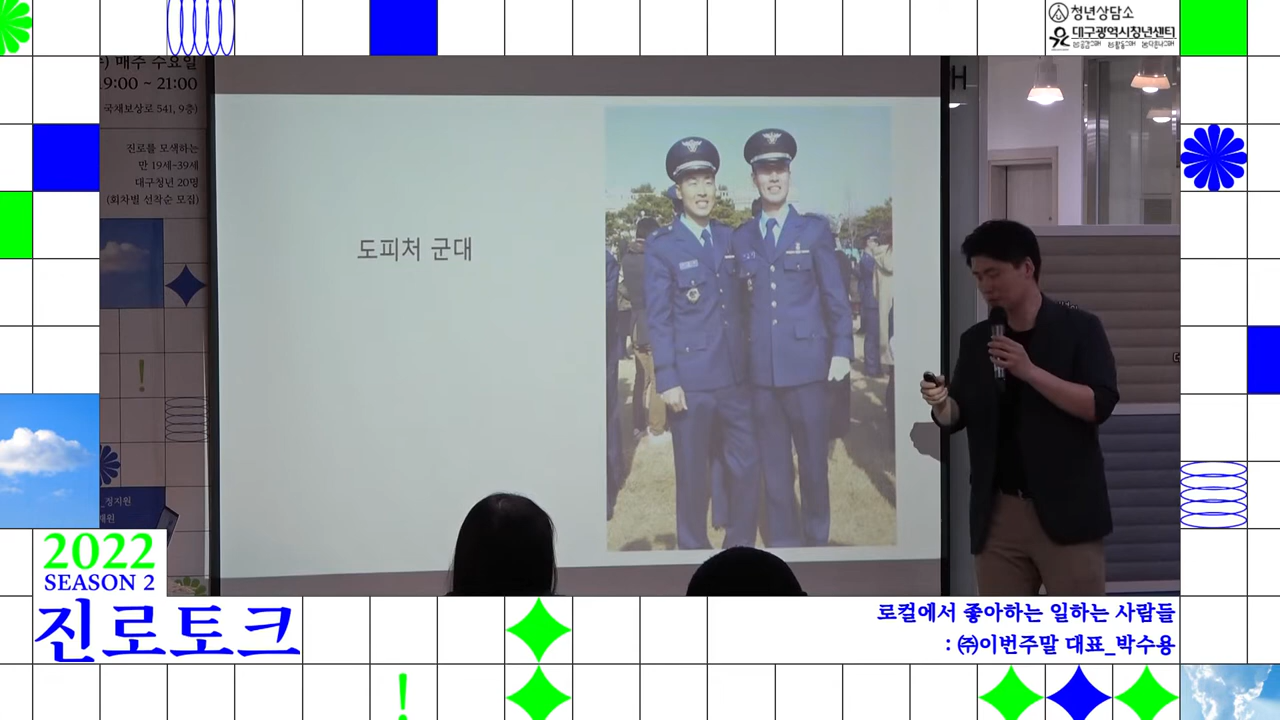 청년상담소
대구광역시청년센터
매주 수요일
19:00 ~ 21:00
국채보상로 541, 9층)
진로를 모색하는
만 19세-39세
대구청년 20명
(회차별 선착순 모집)
H
도피처 군대
_정지원
2022
SEASON 2
진로토크
로컬에서 좋아하는 일하는 사람들
: ㈜이번주말 대표_박수용